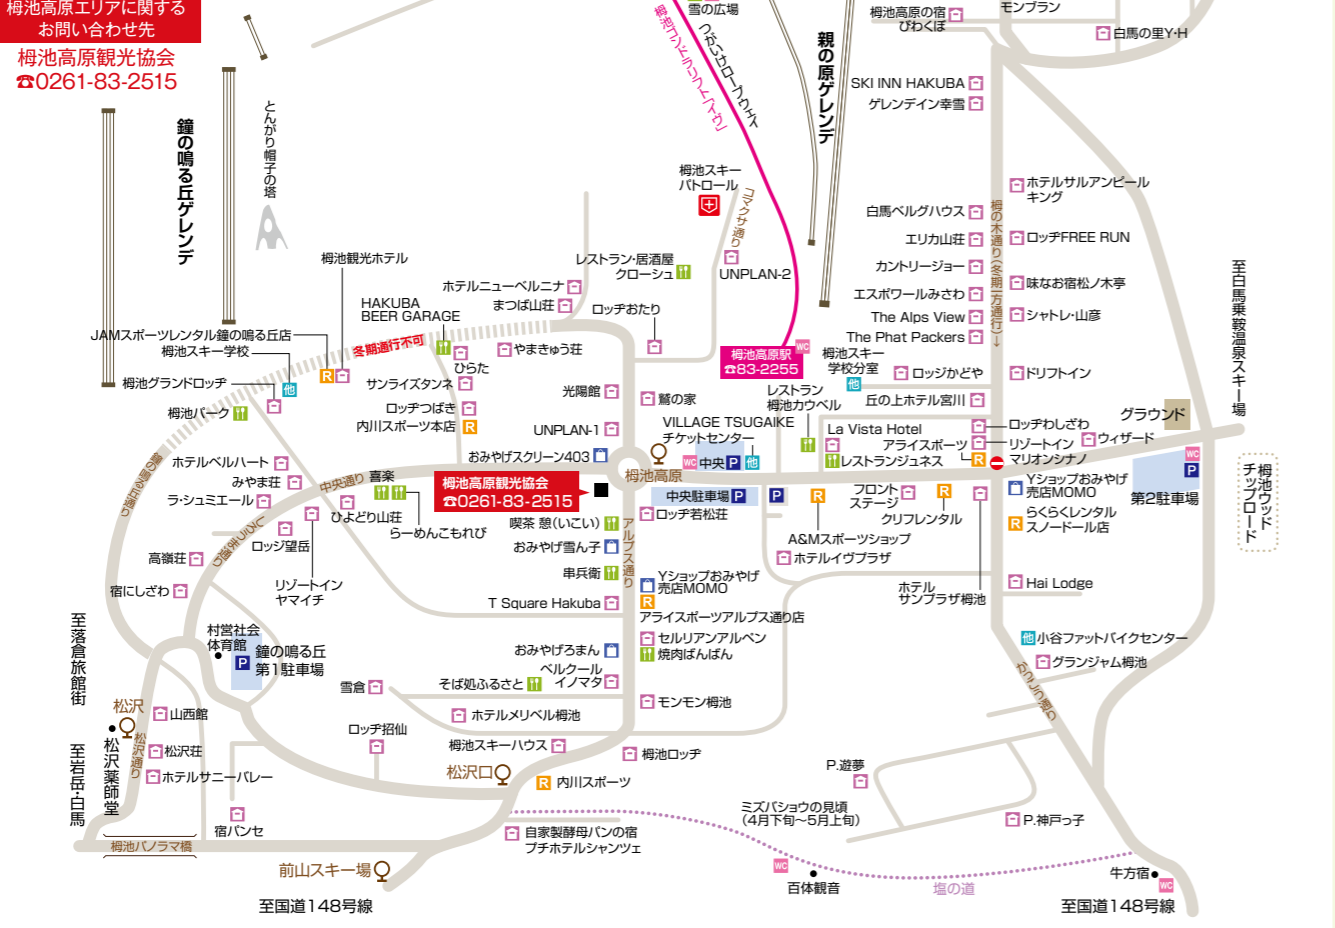 栂池高原エリアに関する
お問い合わせ先
栂池高原観光協会
☎0261-83-2515
雪の広場
栂池ゴンドラリフト「イヴ」
つがいけロープウェイ
親の原ゲレンデ
栂池高原の宿
びわくぼ
モンブラン
白馬の里Y・H
SKI INN HAKUBA
ゲレンデイン幸雪
鐘の鳴る丘ゲレンデ
とんがり帽子の塔
栂池スキー
パトロール
コマクサ通り
UNPLAN-2
ホテルサルアンピール
キング
白馬ベルグハウス
栂の木通り(冬期一方通行)→
エリカ山荘
ロッヂFREE RUN
カントリージョー
味なお宿松ノ木亭
エスポワールみさわ
シャトレ・山彦
The Alps View
The Phat Packers
至白馬乗鞍温泉スキー場
栂池観光ホテル
レストラン・居酒屋
クローシュ
ホテルニューベルニナ
まつば山荘
ロッヂおたり
HAKUBA
BEER GARAGE
JAMスポーツレンタル鐘の鳴る丘店
栂池スキー学校
冬期通行不可
R
他
ひらた
やまきゅう荘
栂池高原駅
☎83-2255
WC
栂池スキー
学校分室
他
ロッジかどや
ドリフトイン
栂池グランドロッヂ
サンライズタンネ
光陽館
鷲の家
レストラン
栂池カウベル
丘の上ホテル宮川
グラウンド
栂池パーク
ロッヂつばき
内川スポーツ本店
R
UNPLAN-1
VILLAGE TSUGAIKE
チケットセンター
La Vista Hotel
アライスポーツ
R
レストランジュネス
ロッヂわしざわ
リゾートイン
マリオンシナノ
ウィザード
鐘の鳴る丘通り
ホテルベルハート
中央通り
喜楽
おみやげスクリーン403
栂池高原
WC
中央
P
他
WC
P
第2駐車場
栂池ウッド
チップロード
みやま荘
ラ・シュミエール
ひよどり山荘
らーめんこもれび
栂池高原観光協会
☎0261-83-2515
中央駐車場
P
P
R
フロント
ステージ
R
クリフレンタル
Yショップおみやげ
売店MOMO
R
らくらくレンタル
スノードール店
しろうま通り
ロッジ望岳
喫茶 憩(いこい)
アルプス通り
ロッヂ若松荘
A&Mスポーツショップ
高嶺荘
おみやげ雪ん子
ホテルイヴプラザ
宿にしざわ
リゾートイン
ヤマイチ
串兵衛
Yショップおみやげ
売店MOMO
R
アライスポーツアルプス通り店
ホテル
サンプラザ栂池
Hai Lodge
T Square Hakuba
至落倉旅館街
村営社会
体育館
P
鐘の鳴る丘
第1駐車場
おみやげろまん
セルリアンアルペン
焼肉ばんばん
他
小谷ファットバイクセンター
ベルクール
イノマタ
そば処ふるさと
グランジャム栂池
かっこう通り
雪倉
モンモン栂池
松沢
山西館
ホテルメリベル栂池
ロッヂ招仙
栂池スキーハウス
栂池ロッヂ
至岩岳・白馬
松沢薬師堂
松沢通り
松沢荘
ホテルサニーバレー
松沢口
R
内川スポーツ
P.遊夢
宿パンセ
ミズバショウの見頃
(4月下旬〜5月上旬)
P.神戸っ子
栂池パノラマ橋
自家製酵母パンの宿
プチホテルシャンツェ
前山スキー場
WC
百体観音
塩の道
牛方宿
WC
至国道148号線
至国道148号線